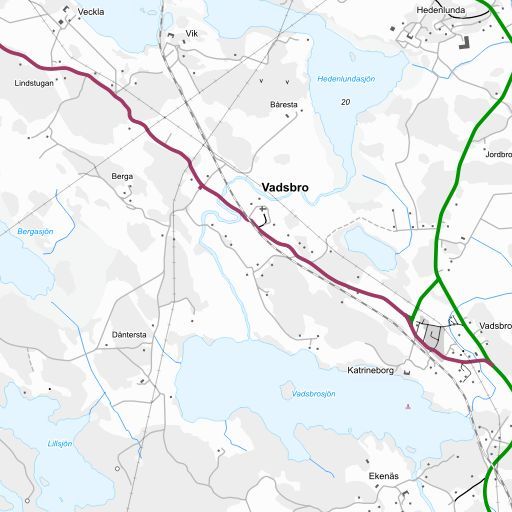 Veckla
Hedenlunda
Vik
Lindstugan
Hedenlundasjön
20
Båresta
Jordbro
Berga
Vadsbro
Bergasjön
Däntersta
Vadsbro
Katrineborg
Vadsbrosjön
Lillsjön
Ekenäs